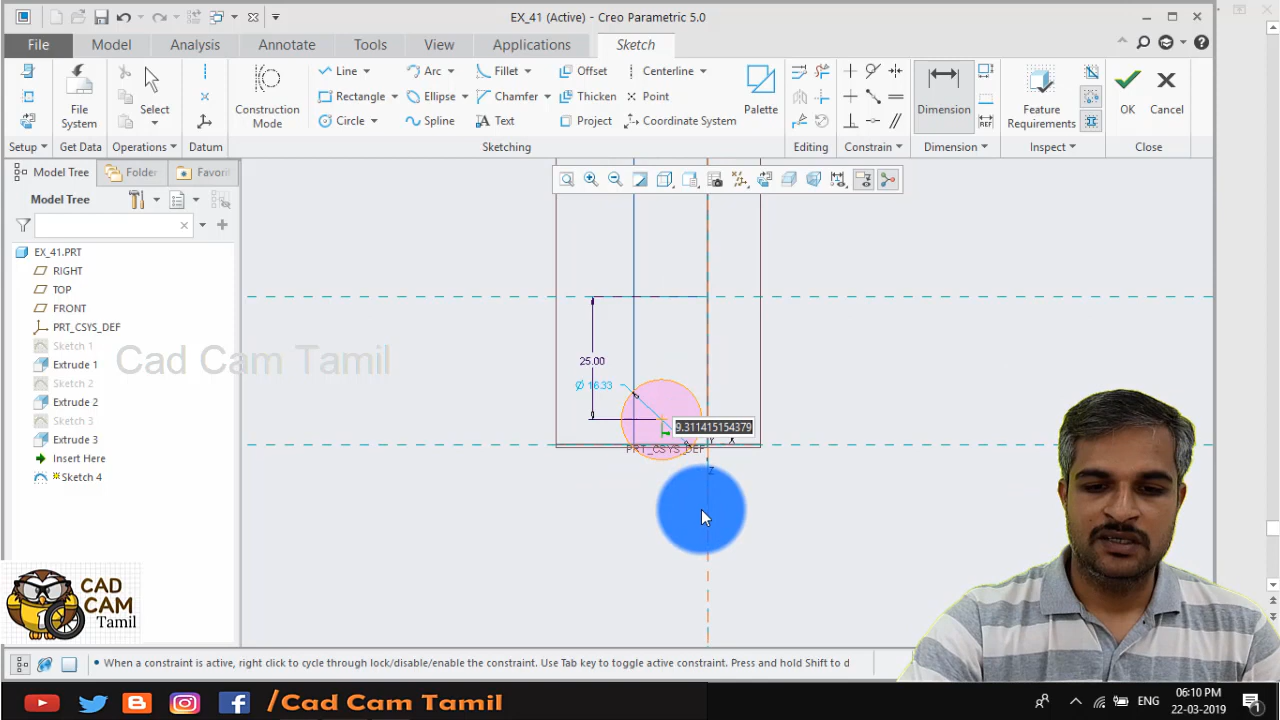 EX_41 (Active) - Creo Parametric 5.0
File Model Analysis Annotate Tools View Applications Sketch
File System
Select
Construction Mode
Line Arc Fillet Offset Centerline
Rectangle Ellipse Chamfer Thicken Point
Circle Spline Text Project Coordinate System
Palette
Dimension
REF
Feature Requirements
OK Cancel
Setup Get Data Operations Datum Sketching Editing Constrain Dimension Inspect Close
Model Tree Folder Favori
Model Tree
EX_41.PRT
RIGHT
TOP
FRONT
PRT_CSYS_DEF
Sketch 1
Extrude 1
Sketch 2
Extrude 2
Sketch 3
Extrude 3
Insert Here
Sketch 4
Cad Cam Tamil
25.00
Ø 16.33
9.311415154379
Y X
PRT_CSYS_DEF
Z
CAD
CAM
Tamil
• When a constraint is active, right click to cycle through lock/disable/enable the constraint. Use Tab key to toggle active constraint. Press and hold Shift to d
/Cad Cam Tamil
ENG
06:10 PM
22-03-2019
1